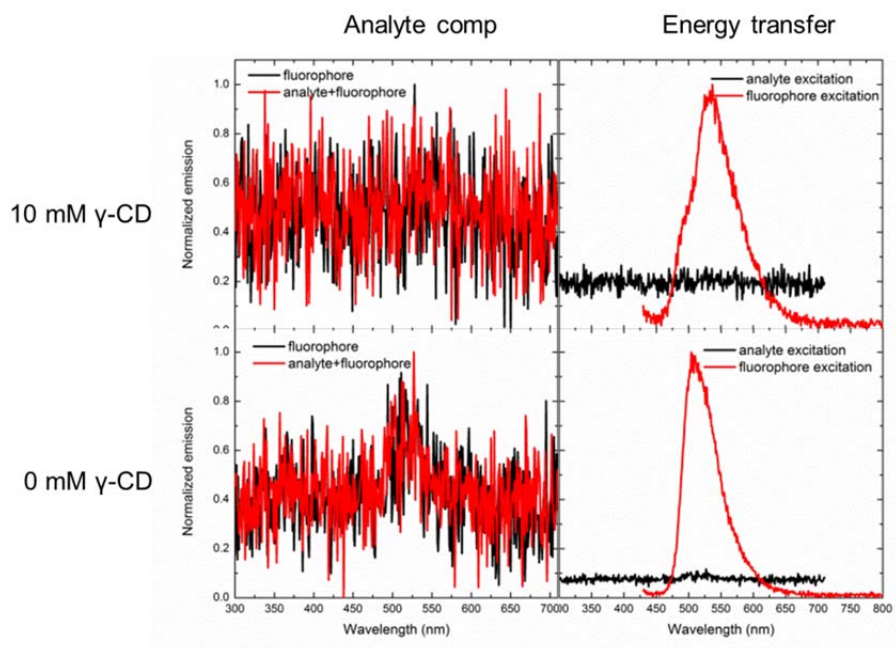 Analyte comp
Energy transfer
10 mM γ-CD
Normalized emission
1.0
0.8
0.6
0.4
0.2
0.0
fluorophore
analyte+fluorophore
analyte excitation
fluorophore excitation
0 mM γ-CD
Normalized emission
1.0
0.8
0.6
0.4
0.2
0.0
fluorophore
analyte+fluorophore
analyte excitation
fluorophore excitation
300 350 400 450 500 550 600 650 700
350 400 450 500 550 600 650 700 750 800
Wavelength (nm)
Wavelength (nm)